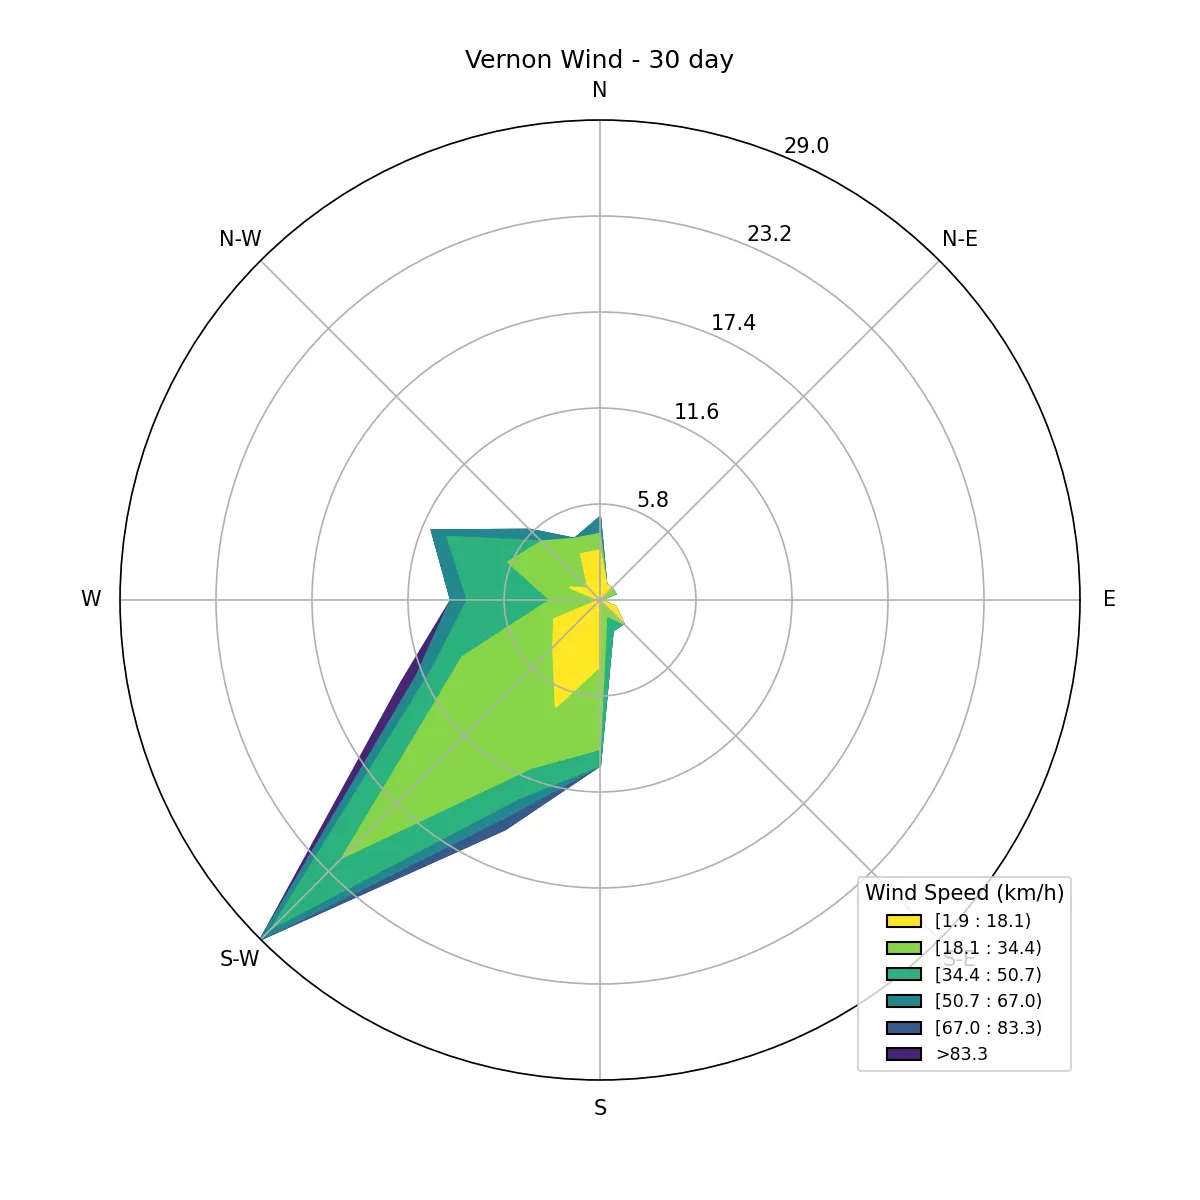 Vernon Wind - 30 day
N
29.0
N-W
23.2
N-E
17.4
11.6
5.8
W
E
Wind Speed (km/h)
[1.9 : 18.1)
[18.1 : 34.4)
S-W
S-E
[34.4 : 50.7)
[50.7 : 67.0)
[67.0 : 83.3)
>83.3
S